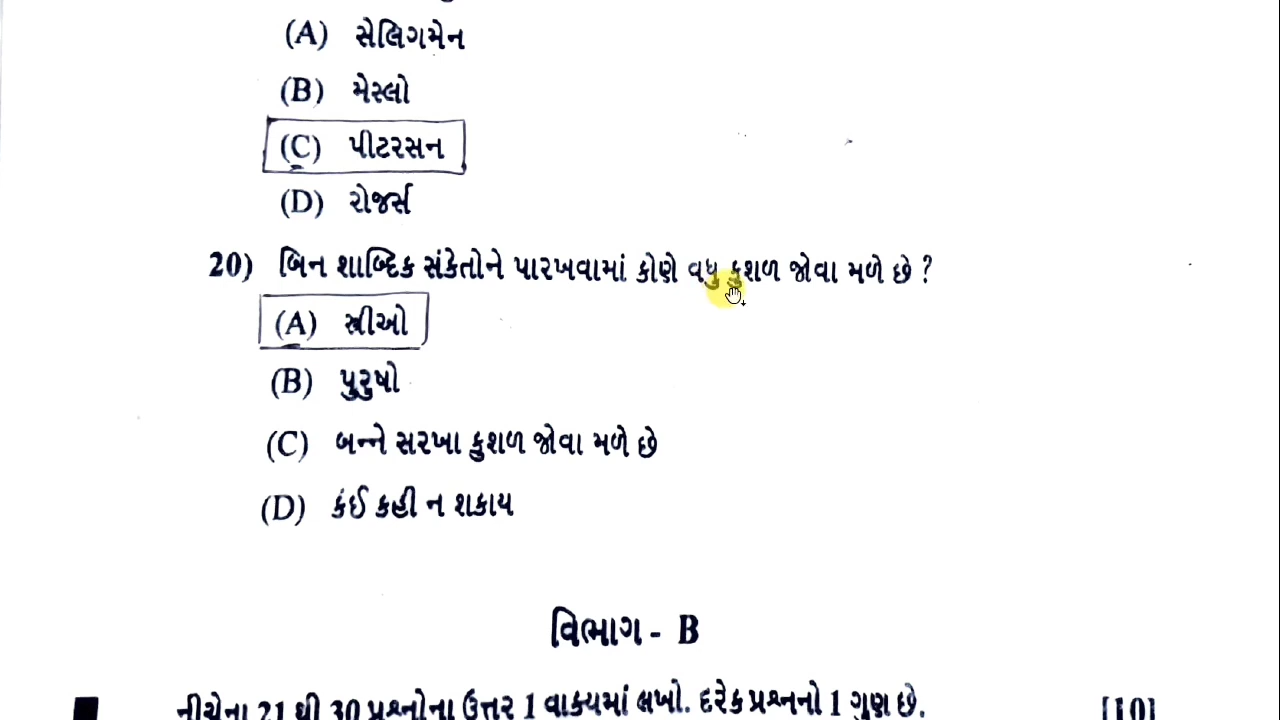 (A) સેલિગમેન
(B) મેસ્લો
(C) પીટરસન
(D) રોજર્સ
20) બિન શાબ્દિક સંકેતોને પારખવામાં કોણે વધુ કુશળ જોવા મળે છે ?
(A) સ્ત્રીઓ
(B) પુરુષો
(C) બન્ને સરખા કુશળ જોવા મળે છે
(D) કંઈ કહી ન શકાય
વિભાગ - B
નીચેના 21 થી 30 પ્રશ્નોના ઉત્તર 1 વાક્યમાં લખો. દરેક પ્રશ્નનો 1 ગુણ છે. [10]